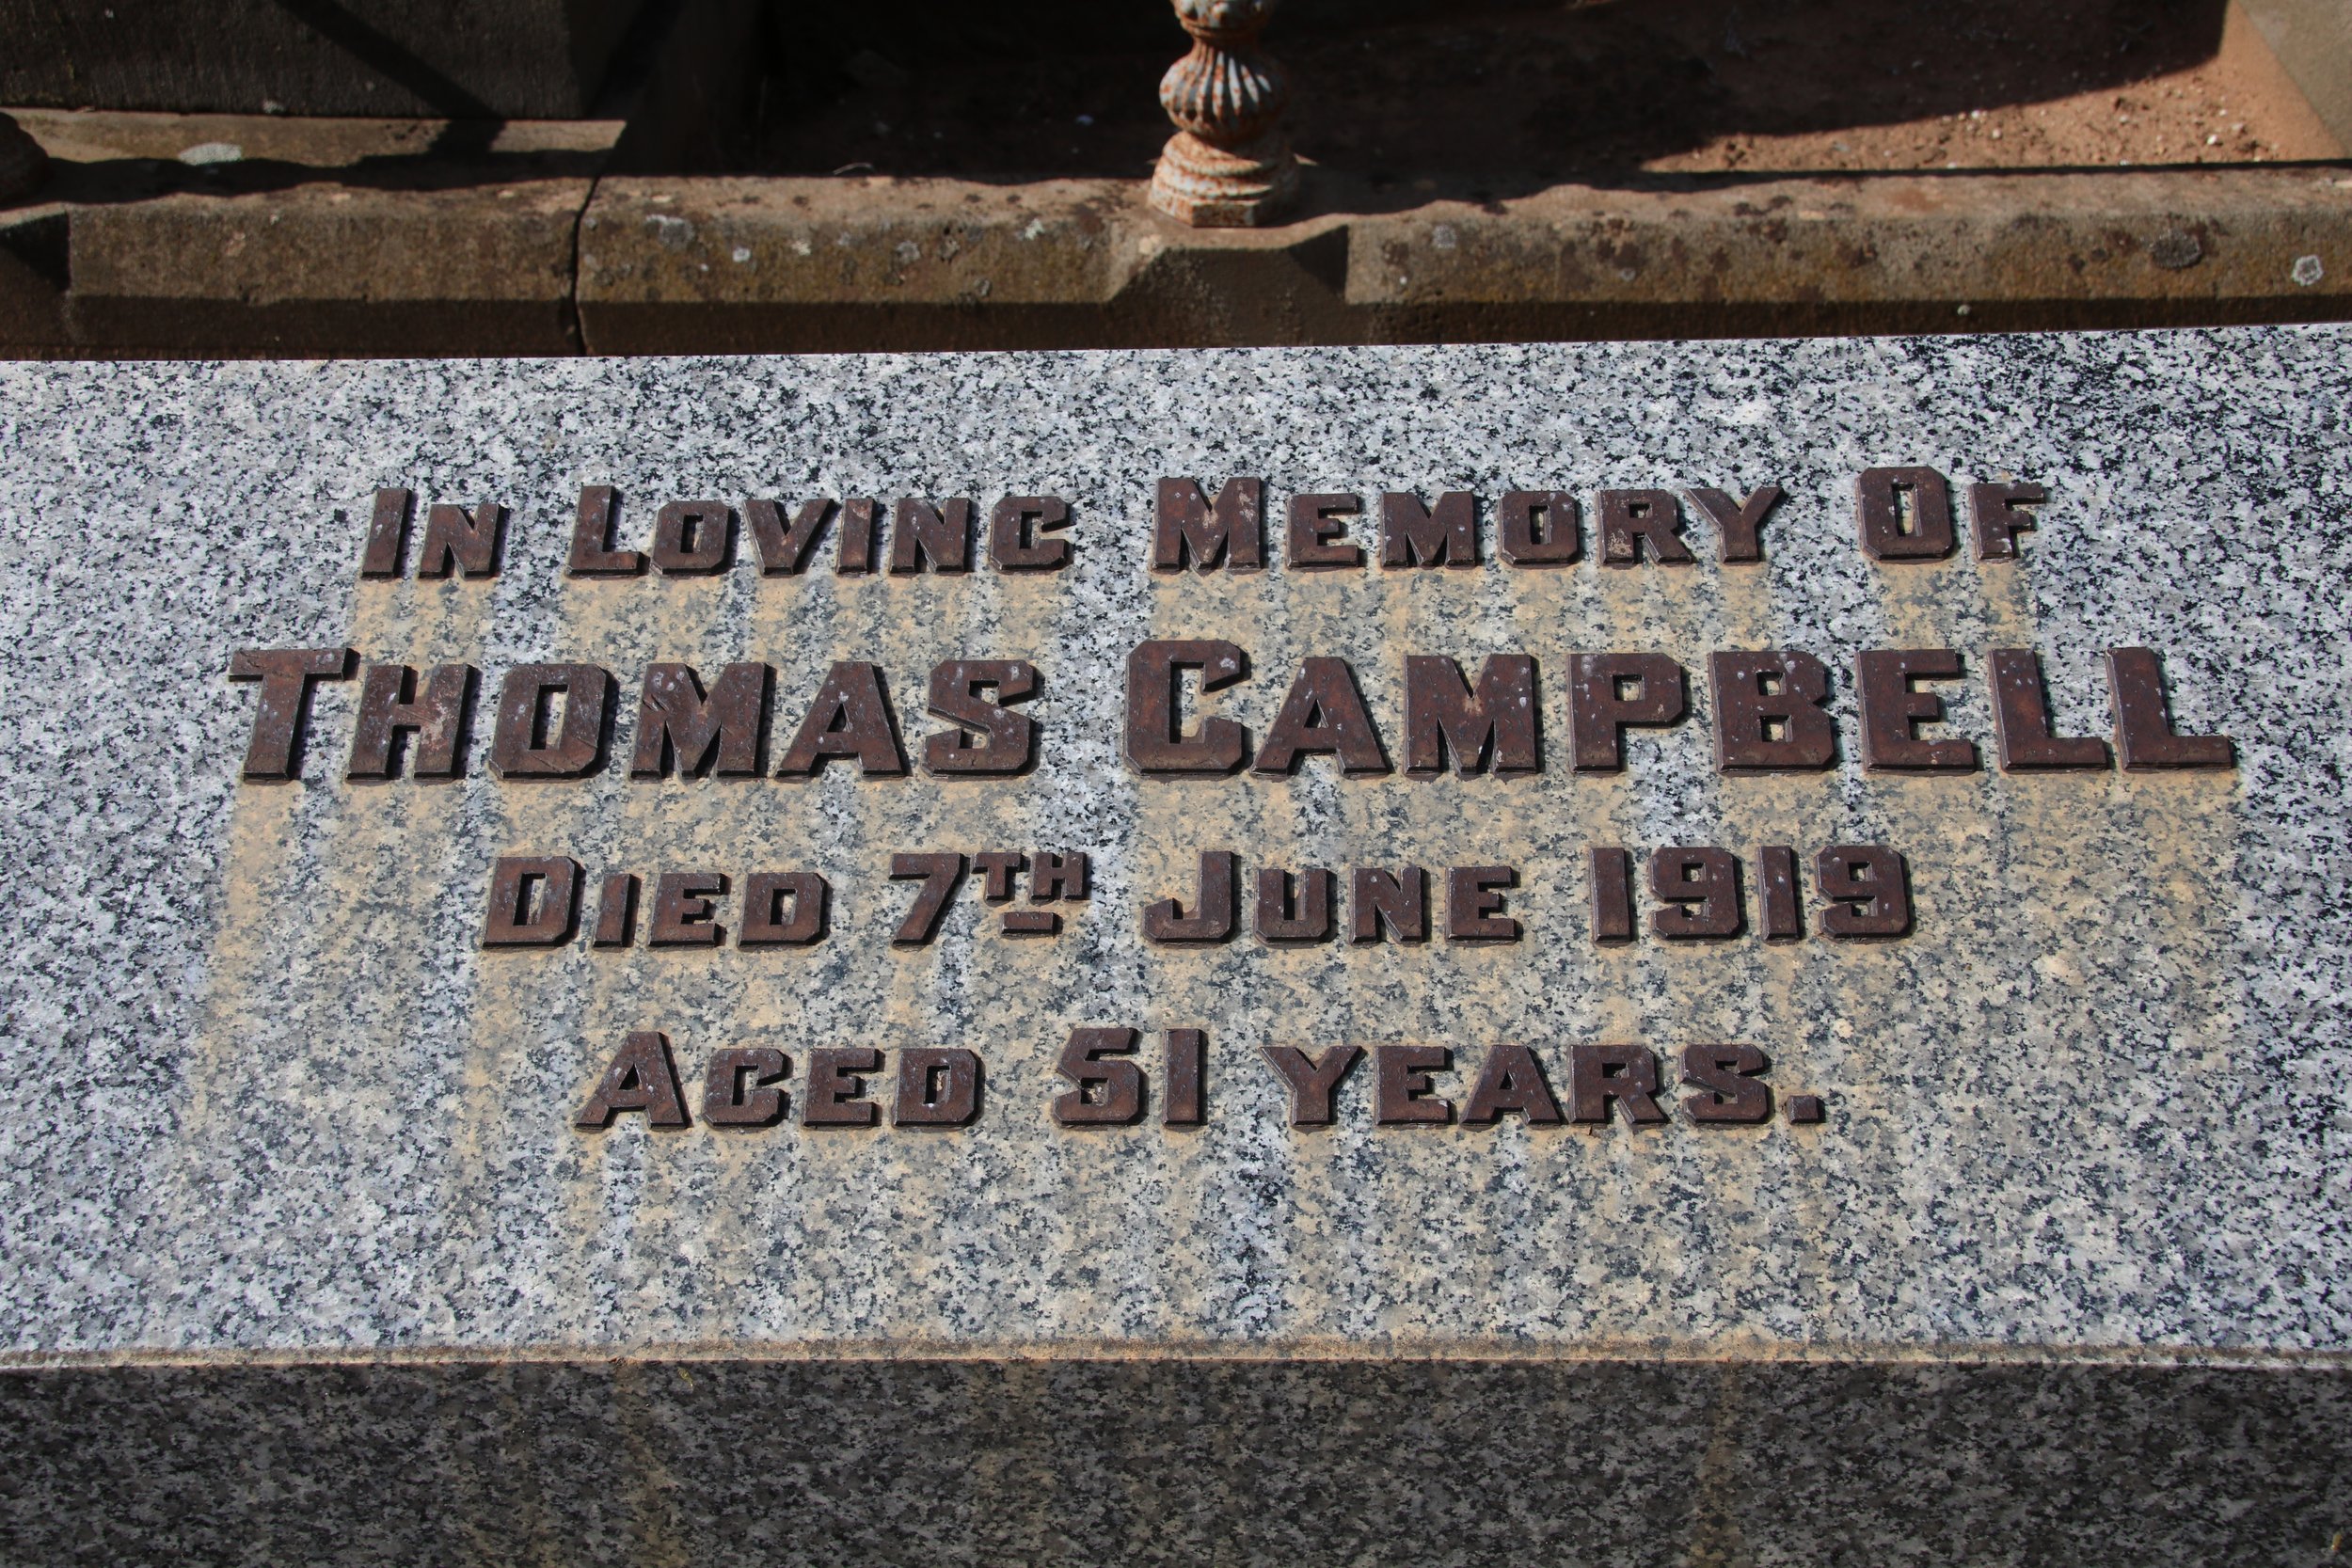 In Loving Memory Of
Thomas Campbell
Died 7th June 1919
Aged 51 years.